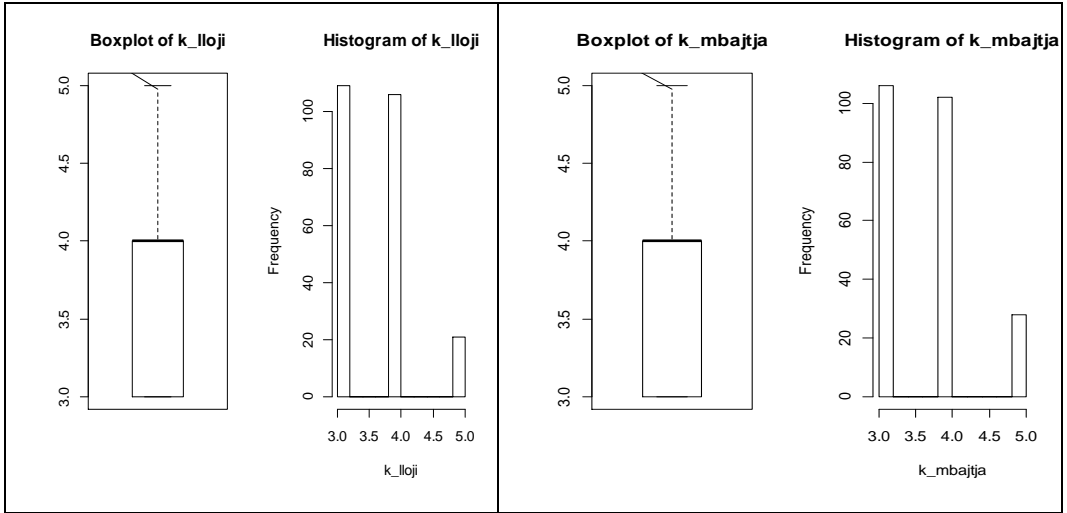 Boxplot of k_lloji
5.0
4.5
4.0
3.5
3.0
Histogram of k_lloji
Frequency
100
80
60
40
20
0
3.0 3.5 4.0 4.5 5.0
k_lloji
Boxplot of k_mbajtja
5.0
4.5
4.0
3.5
3.0
Histogram of k_mbajtja
Frequency
100
80
60
40
20
0
3.0 3.5 4.0 4.5 5.0
k_mbajtja